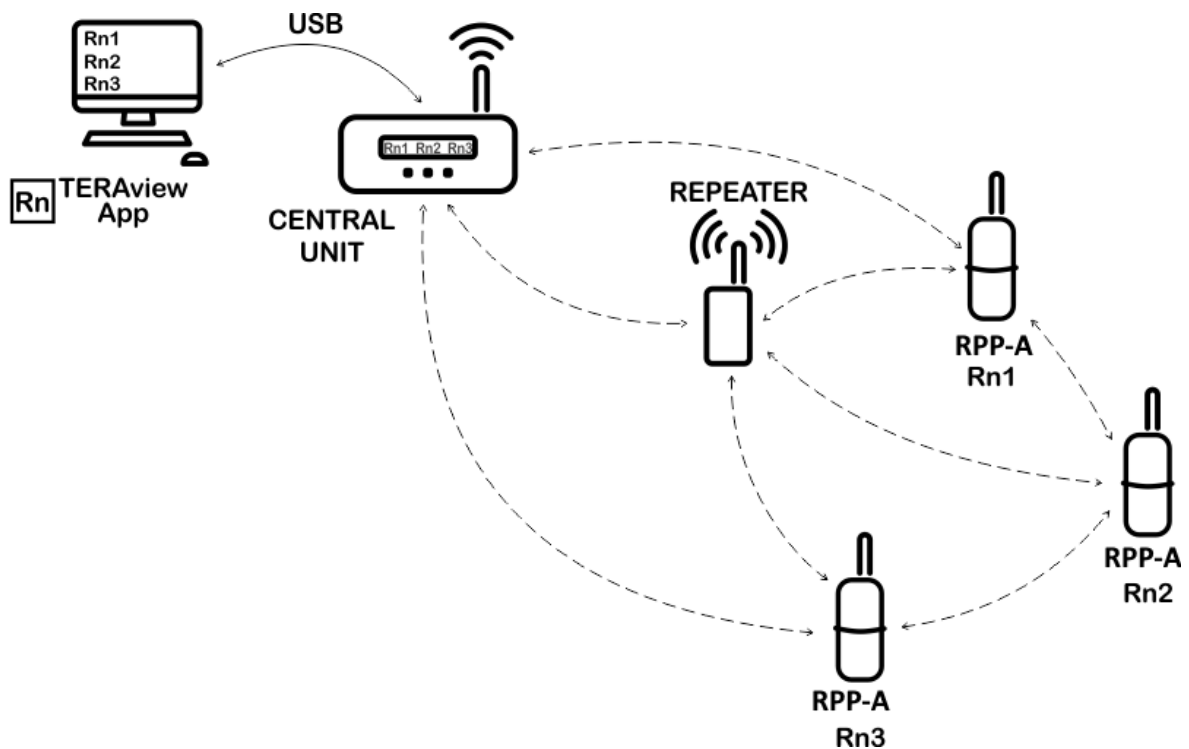 Rn1
Rn2
Rn3
USB
Rn1 Rn2 Rn3
Rn TERAview
App
CENTRAL
UNIT
REPEATER
RPP-A
Rn1
RPP-A
Rn2
RPP-A
Rn3